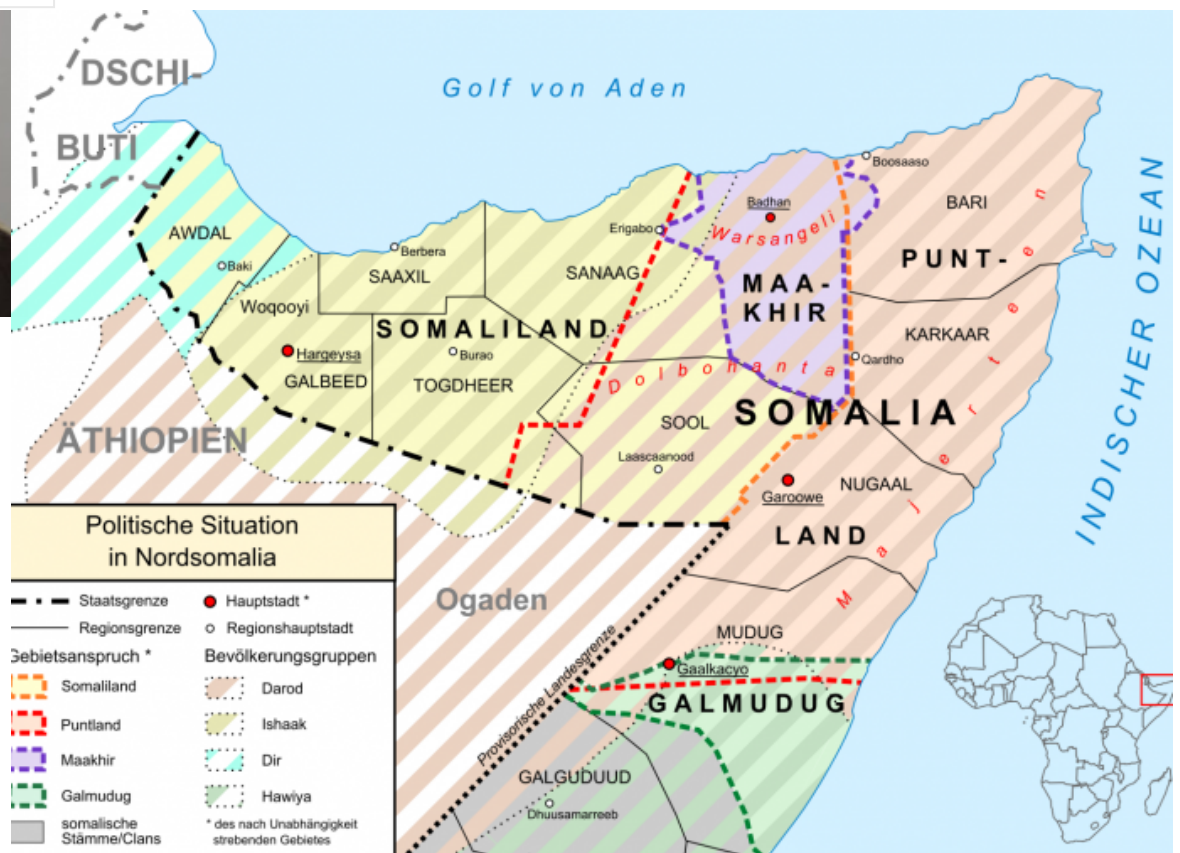 DSCHI-
BUTI
Golf von Aden
INDISCHER OZEAN
AWDAL
Baki
Woqooyi
Hargeysa
GALBEED
Berbera
SAAXIL
SOMALILAND
Burao
TOGDHEER
Erigabo
SANAAG
Badhan
Warsangeli
MAA-
KHIR
Boosaaso
BARI
PUNT-
KARKAAR
Qardho
Dolbohanta
SOOL
Laascaanood
SOMALIA
Garoowe
NUGAAL
LAND
Majerteen
ÄTHIOPIEN
Ogaden
Provisorische Landesgrenze
MUDUG
Gaalkacyo
GALMUDUG
GALGUDUUD
Dhuusamarreeb
Politische Situation
in Nordsomalia
Staatsgrenze
Hauptstadt *
Regionsgrenze
Regionshauptstadt
Gebietsanspruch *
Bevölkerungsgruppen
Somaliland
Darod
Puntland
Ishaak
Maakhir
Dir
Galmudug
Hawiya
somalische
Stämme/Clans
* des nach Unabhängigkeit
strebenden Gebietes